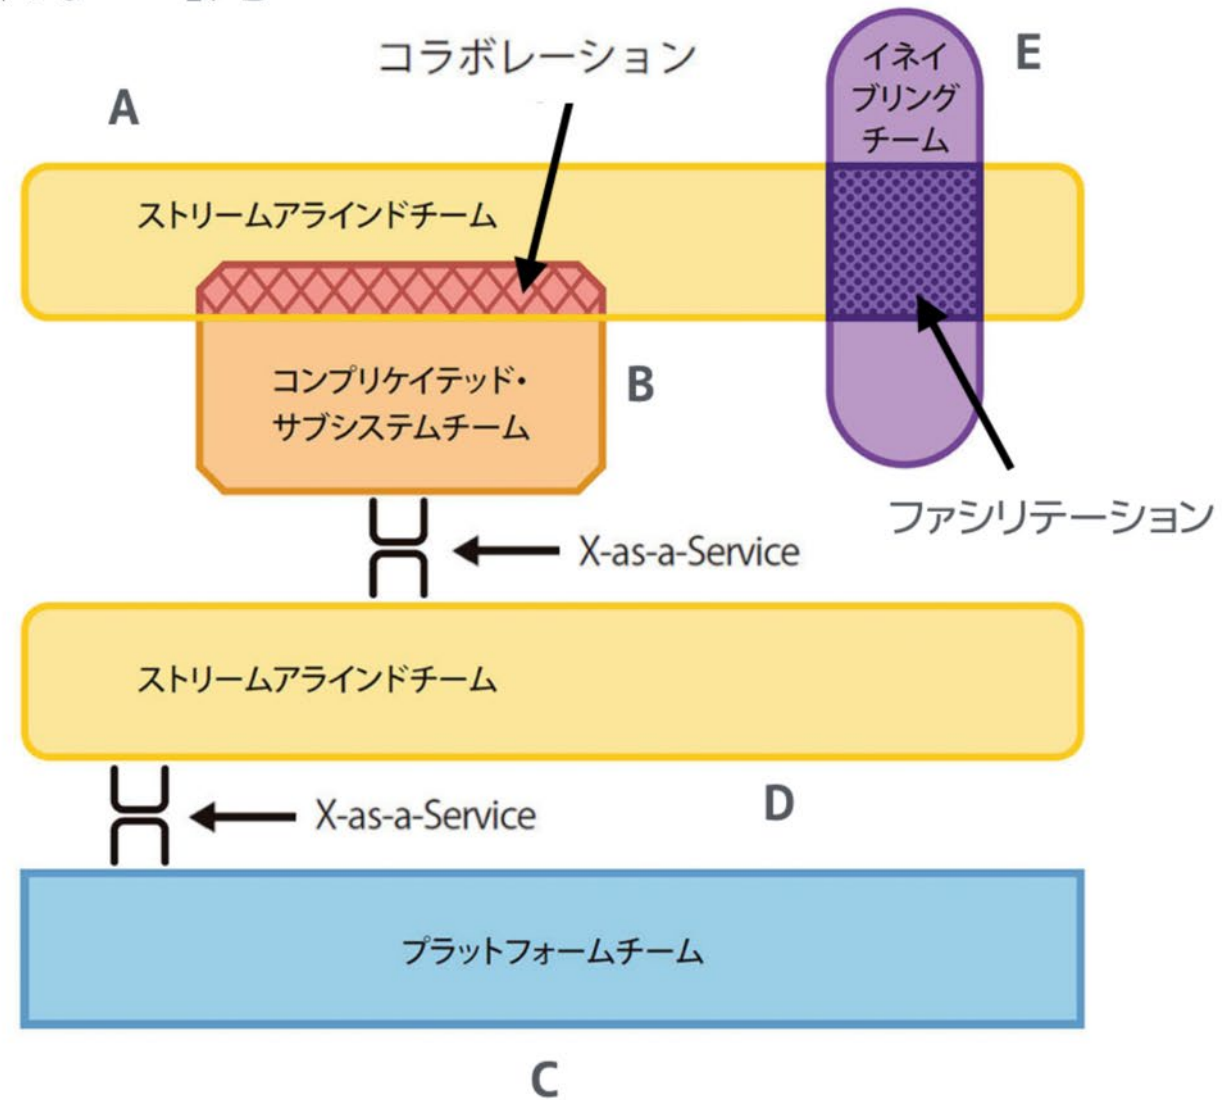 コラボレーション
A
イネイ
ブリング
チーム
E
ストリームアラインドチーム
コンプリケイテッド・
サブシステムチーム
B
ファシリテーション
X-as-a-Service
ストリームアラインドチーム
X-as-a-Service
D
プラットフォームチーム
C